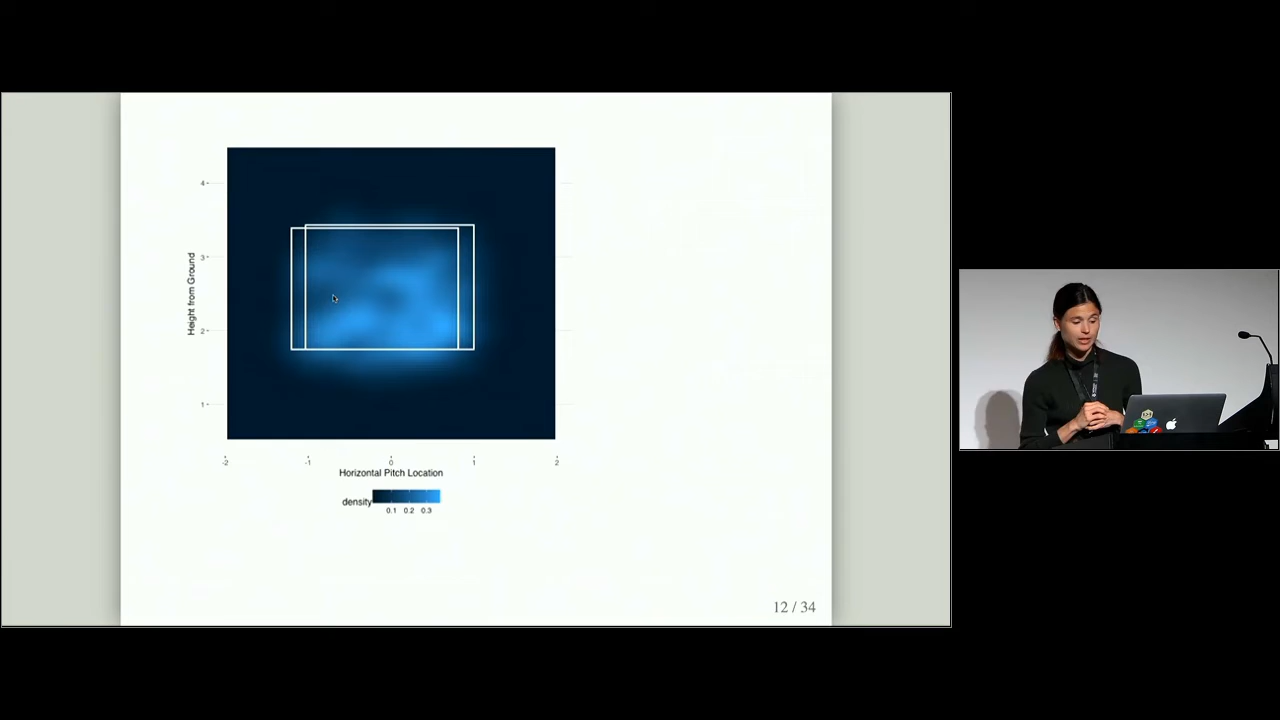 4
3
2
1
Height from Ground
-2 -1 0 1 2
Horizontal Pitch Location
density
0.1 0.2 0.3
12 / 34